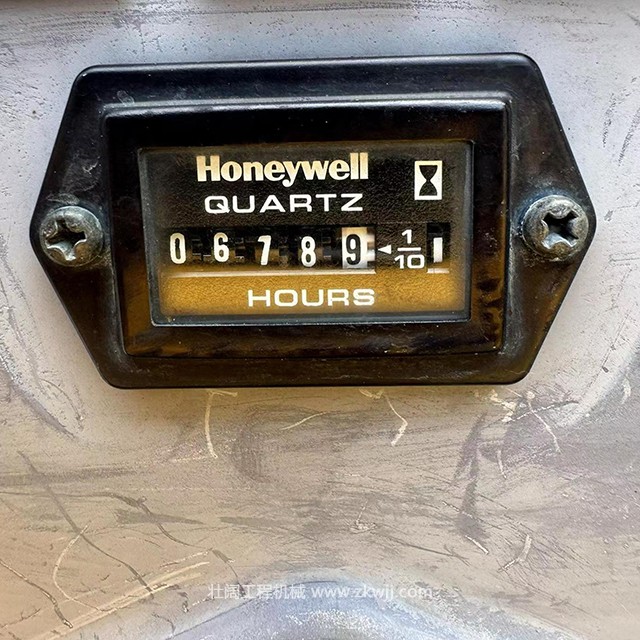 Honeywell
QUARTZ
0 6 7 8 9 ◄ 1/10
HOURS
壮阔工程机械 www.zkwjj.com